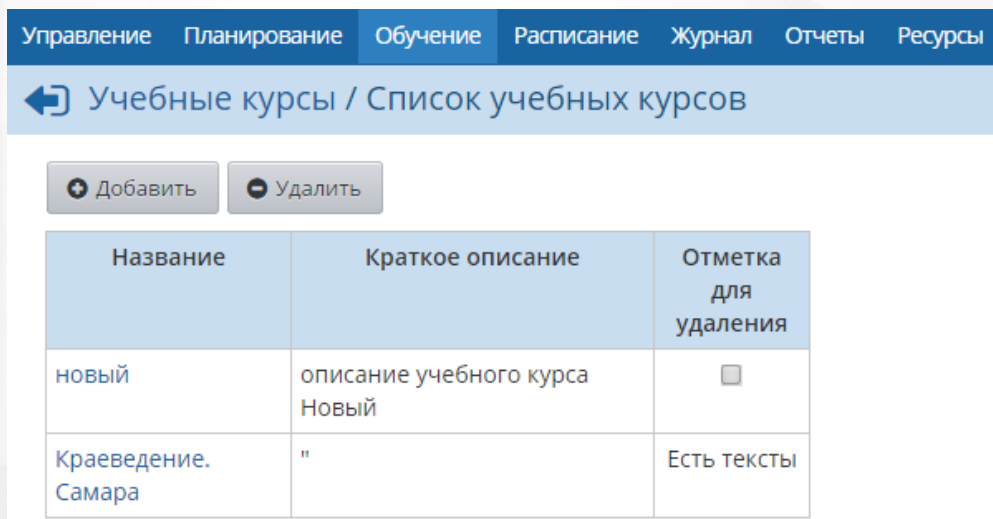 Управление Планирование Обучение Расписание Журнал Отчеты Ресурсы
Учебные курсы / Список учебных курсов
Добавить Удалить
Название Краткое описание Отметка
для
удаления
новый описание учебного курса
Новый
Краеведение. " Есть тексты
Самара